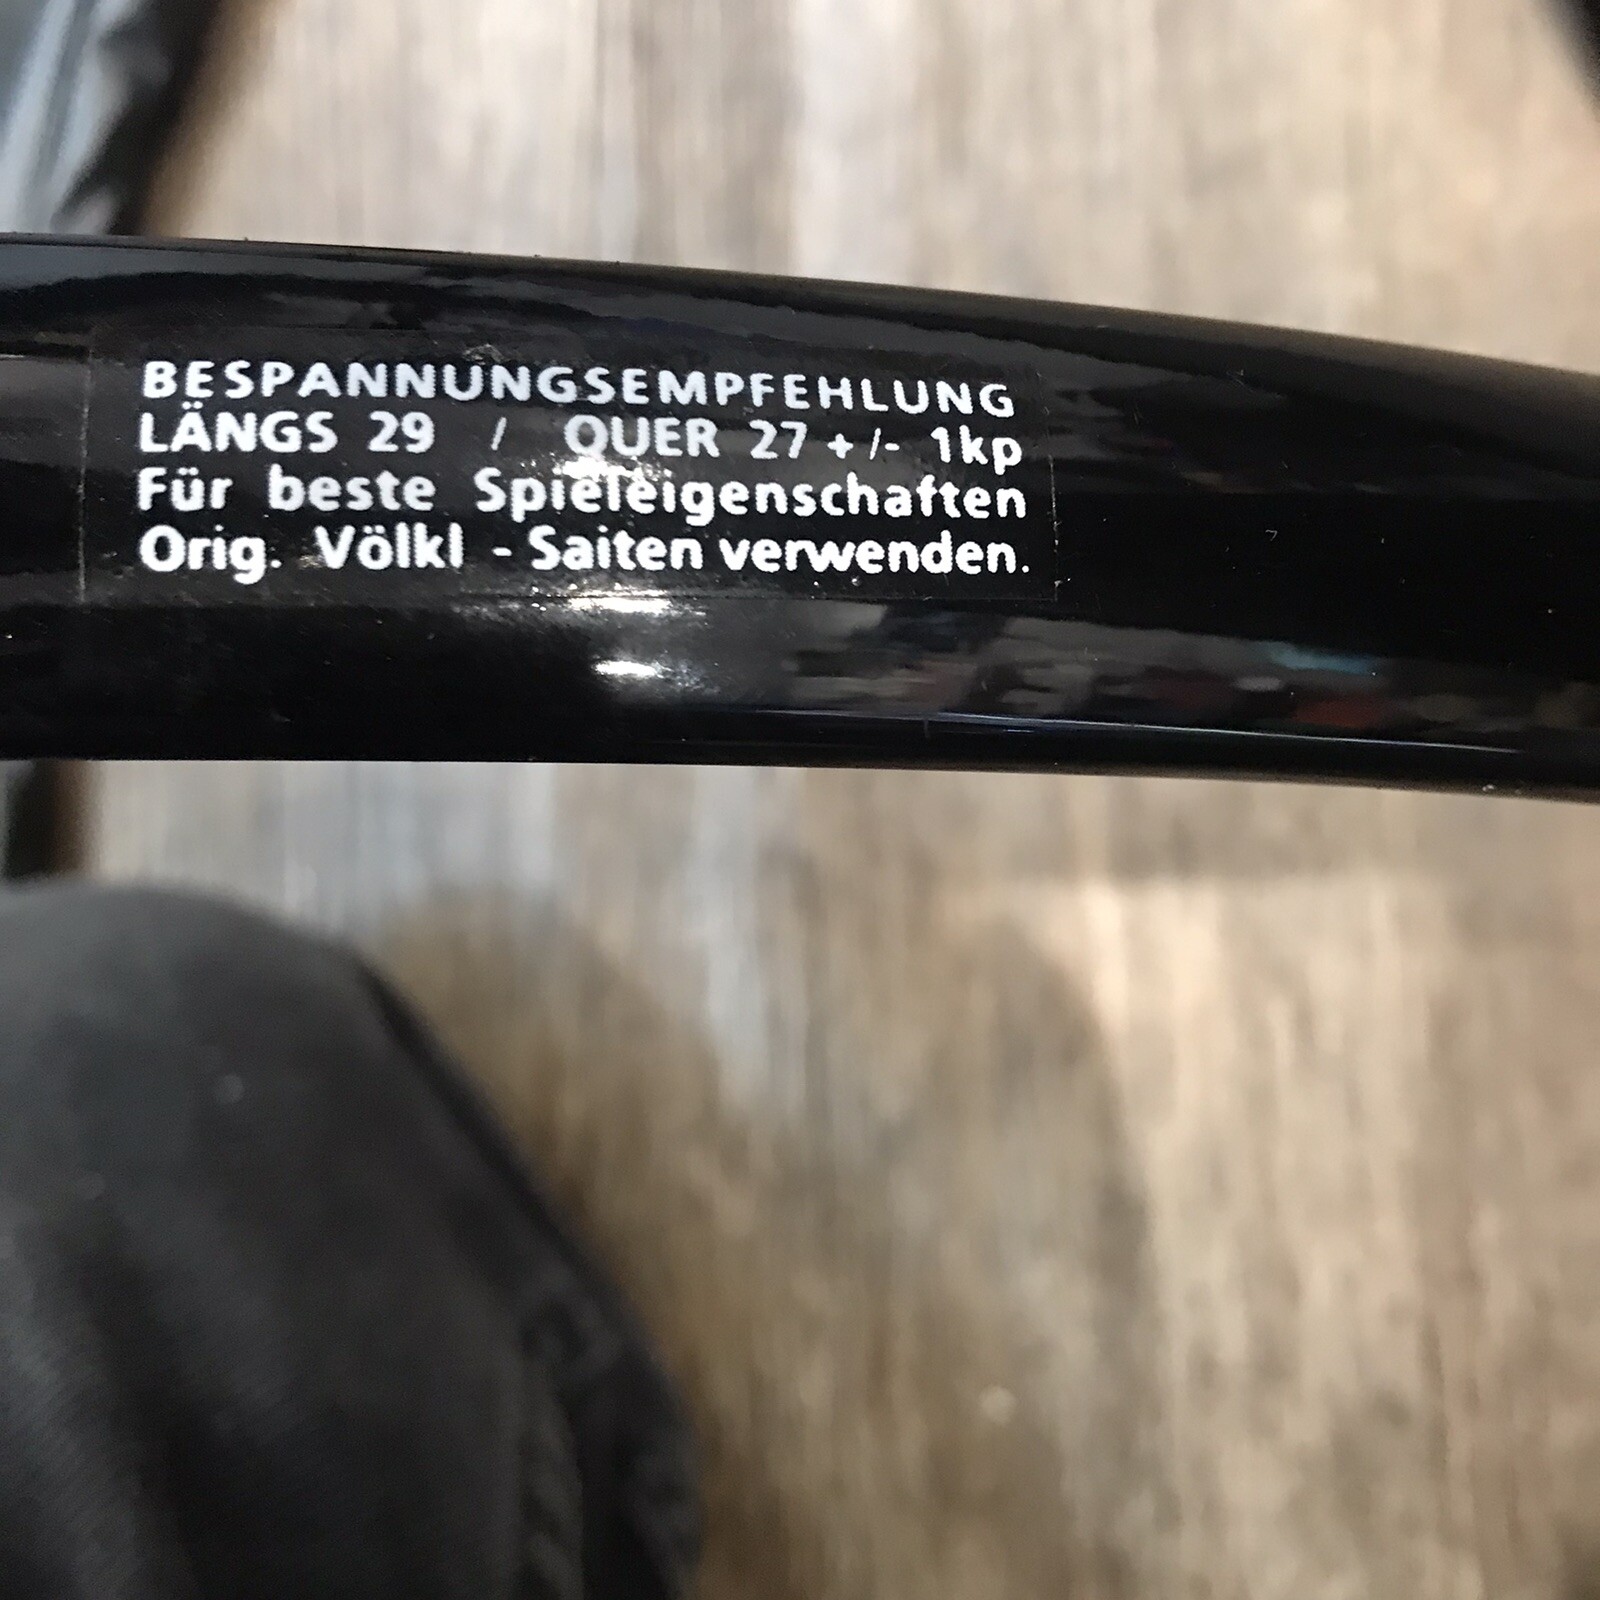 BESPANNUNGSEMPFEHLUNG
LÄNGS 29 / QUER 27 +/- 1kp
Für beste Spieleigenschaften
Orig. Völkl - Saiten verwenden.